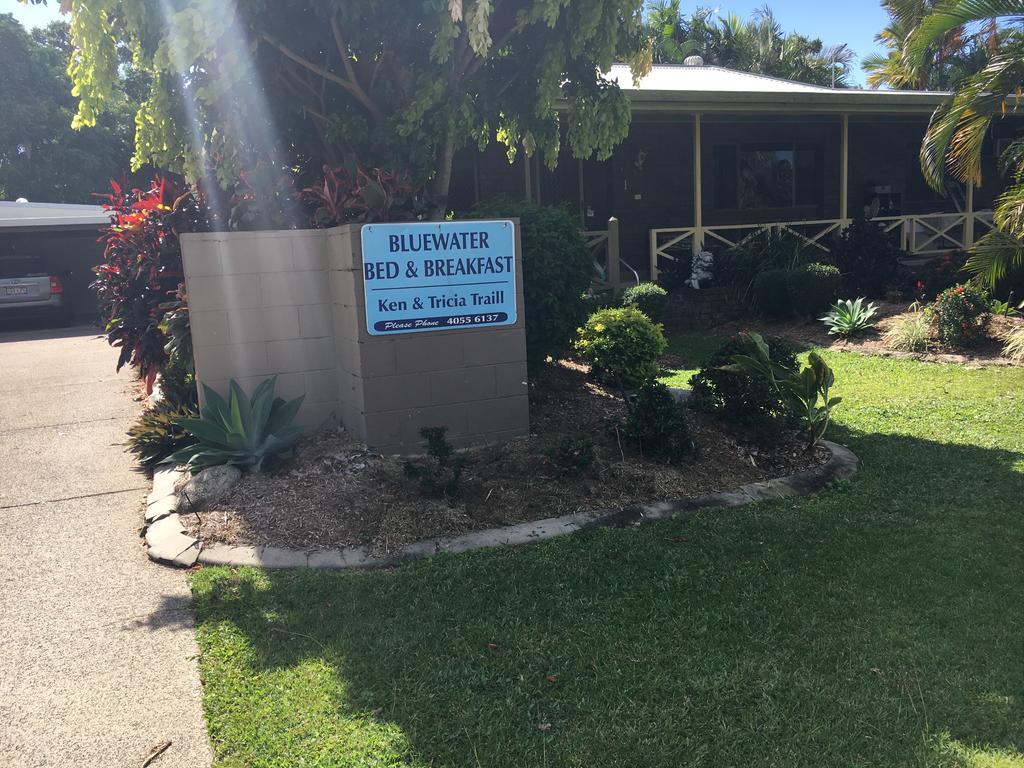 BLUEWATER
BED & BREAKFAST
Ken & Tricia Traill
Please Phone 4055 6137